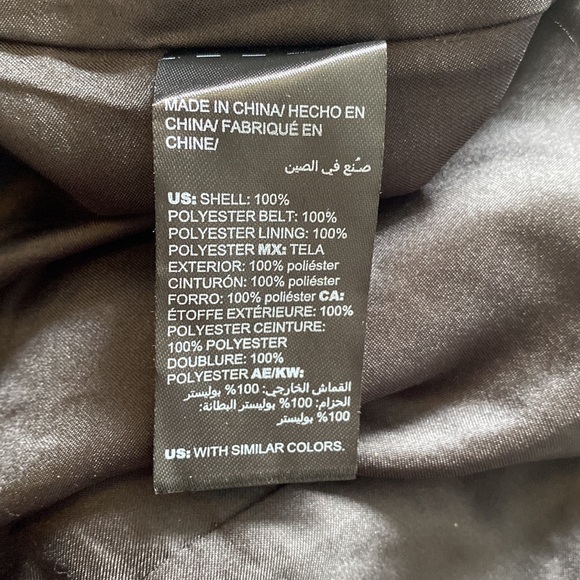 MADE IN CHINA/ HECHO EN
CHINA/ FABRIQUÉ EN
CHINE/
صُنع في الصين
US: SHELL: 100%
POLYESTER BELT: 100%
POLYESTER LINING: 100%
POLYESTER MX: TELA
EXTERIOR: 100% poliéster
CINTURÓN: 100% poliéster
FORRO: 100% poliéster CA:
ÉTOFFE EXTÉRIEURE: 100%
POLYESTER CEINTURE:
100% POLYESTER
DOUBLURE: 100%
POLYESTER AE/KW:
القماش الخارجي: 100% بوليستر
الحزام: 100% بوليستر البطانة:
100% بوليستر
US: WITH SIMILAR COLORS.